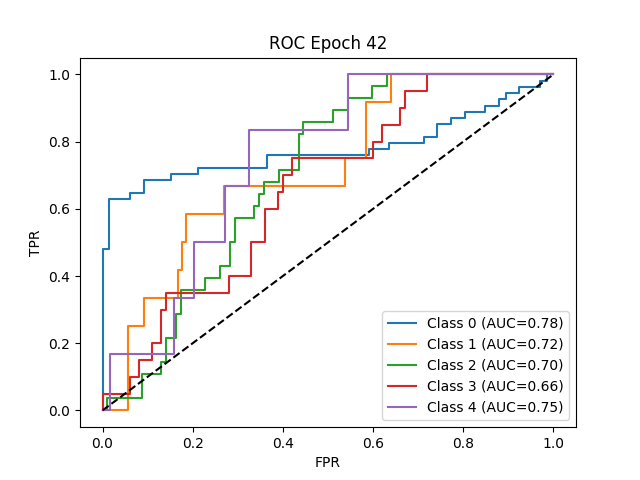 ROC Epoch 42
1.0
0.8
0.6
0.4
0.2
0.0
TPR
0.0 0.2 0.4 0.6 0.8 1.0
FPR
Class 0 (AUC=0.78)
Class 1 (AUC=0.72)
Class 2 (AUC=0.70)
Class 3 (AUC=0.66)
Class 4 (AUC=0.75)